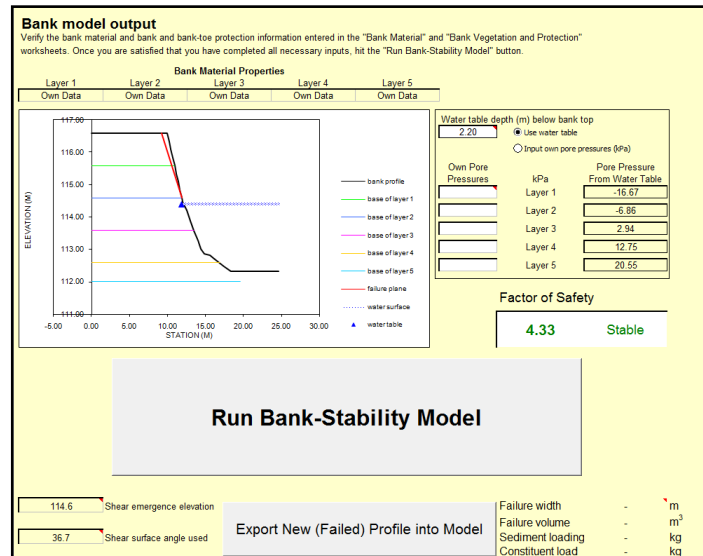 Bank model output
Verify the bank material and bank and bank-toe protection information entered in the "Bank Material" and "Bank Vegetation and Protection"
worksheets. Once you are satisfied that you have completed all necessary inputs, hit the "Run Bank-Stability Model" button.
Bank Material Properties
Layer 1 Layer 2 Layer 3 Layer 4 Layer 5
Own Data Own Data Own Data Own Data Own Data
117.00
116.00
115.00
114.00
113.00
112.00
111.00
ELEVATION (M)
-5.00 0.00 5.00 10.00 15.00 20.00 25.00 30.00
STATION (M)
bank profile
base of layer 1
base of layer 2
base of layer 3
base of layer 4
base of layer 5
failure plane
water surface
water table
Water table depth (m) below bank top
2.20 Use water table
Input own pore pressures (kPa)
Own Pore Pore Pressure
Pressures kPa From Water Table
Layer 1 -16.67
Layer 2 -6.86
Layer 3 2.94
Layer 4 12.75
Layer 5 20.55
Factor of Safety
4.33 Stable
Run Bank-Stability Model
114.6 Shear emergence elevation
36.7 Shear surface angle used
Export New (Failed) Profile into Model
Failure width - m
Failure volume - m³
Sediment loading - kg
Constituent load - kg